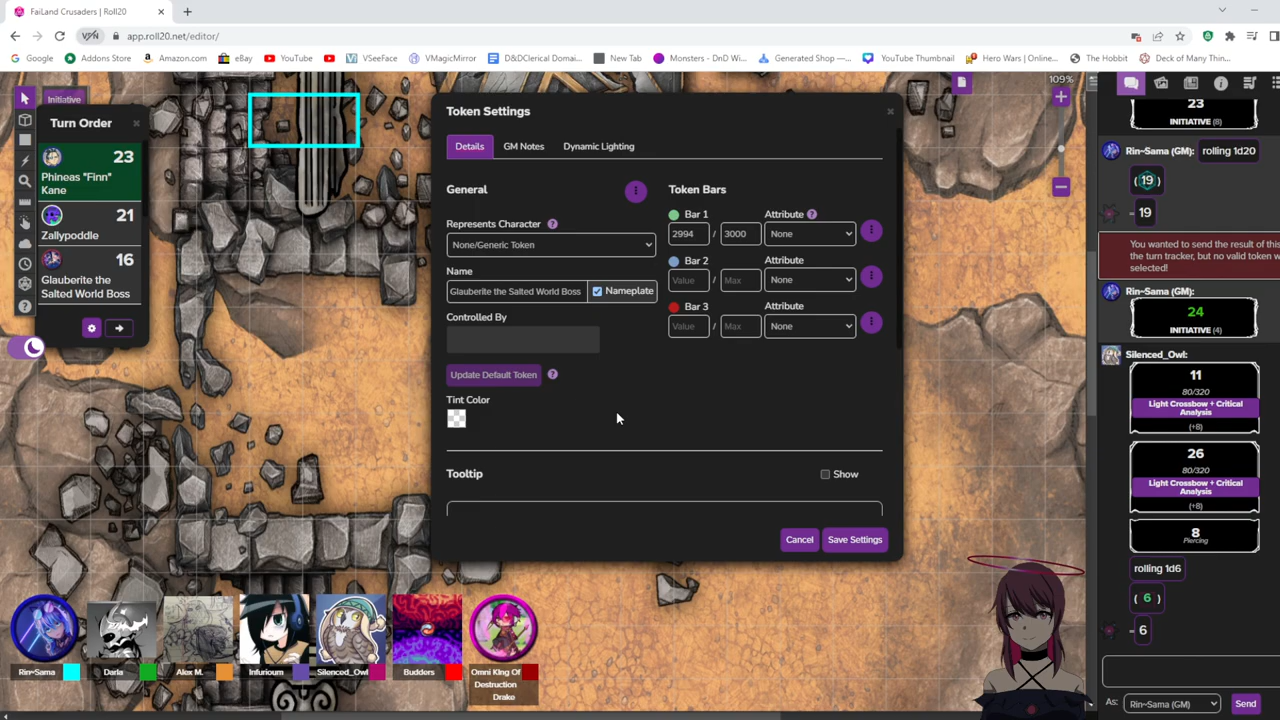 FaiLand Crusaders | Roll20
app.roll20.net/editor/
Google
Addons Store
Amazon.com
eBay
YouTube
VSeeFace
VMagicMirror
D&DClerical Domai...
New Tab
Monsters - DnD Wi...
Generated Shop —...
YouTube Thumbnail
Hero Wars | Online...
The Hobbit
Deck of Many Thin...
109%
Initiative
Turn Order
23
Phineas "Finn"
Kane
21
Zallypoddle
16
Glauberite the
Salted World Boss
Token Settings
Details
GM Notes
Dynamic Lighting
General
Represents Character
None/Generic Token
Name
Glauberite the Salted World Boss
Nameplate
Controlled By
Update Default Token
Tint Color
Token Bars
Bar 1
Attribute
2994 / 3000
None
Bar 2
Attribute
Value / Max
None
Bar 3
Attribute
Value / Max
None
Tooltip
Show
Cancel
Save Settings
23
INITIATIVE (8)
Rin~Sama (GM):
rolling 1d20
( 19 )
= 19
You wanted to send the result of this
the turn tracker, but no valid token w
selected!
Rin~Sama (GM):
24
INITIATIVE (4)
Silenced_Owl:
11
80/320
Light Crossbow + Critical
Analysis
(+8)
26
80/320
Light Crossbow + Critical
Analysis
(+8)
8
Piercing
rolling 1d6
( 6 )
= 6
As:
Rin~Sama (GM)
Send
Rin~Sama
Darla
Alex M.
Infurioum
Silenced_Owl
Budders
Omni King Of
Destruction
Drake